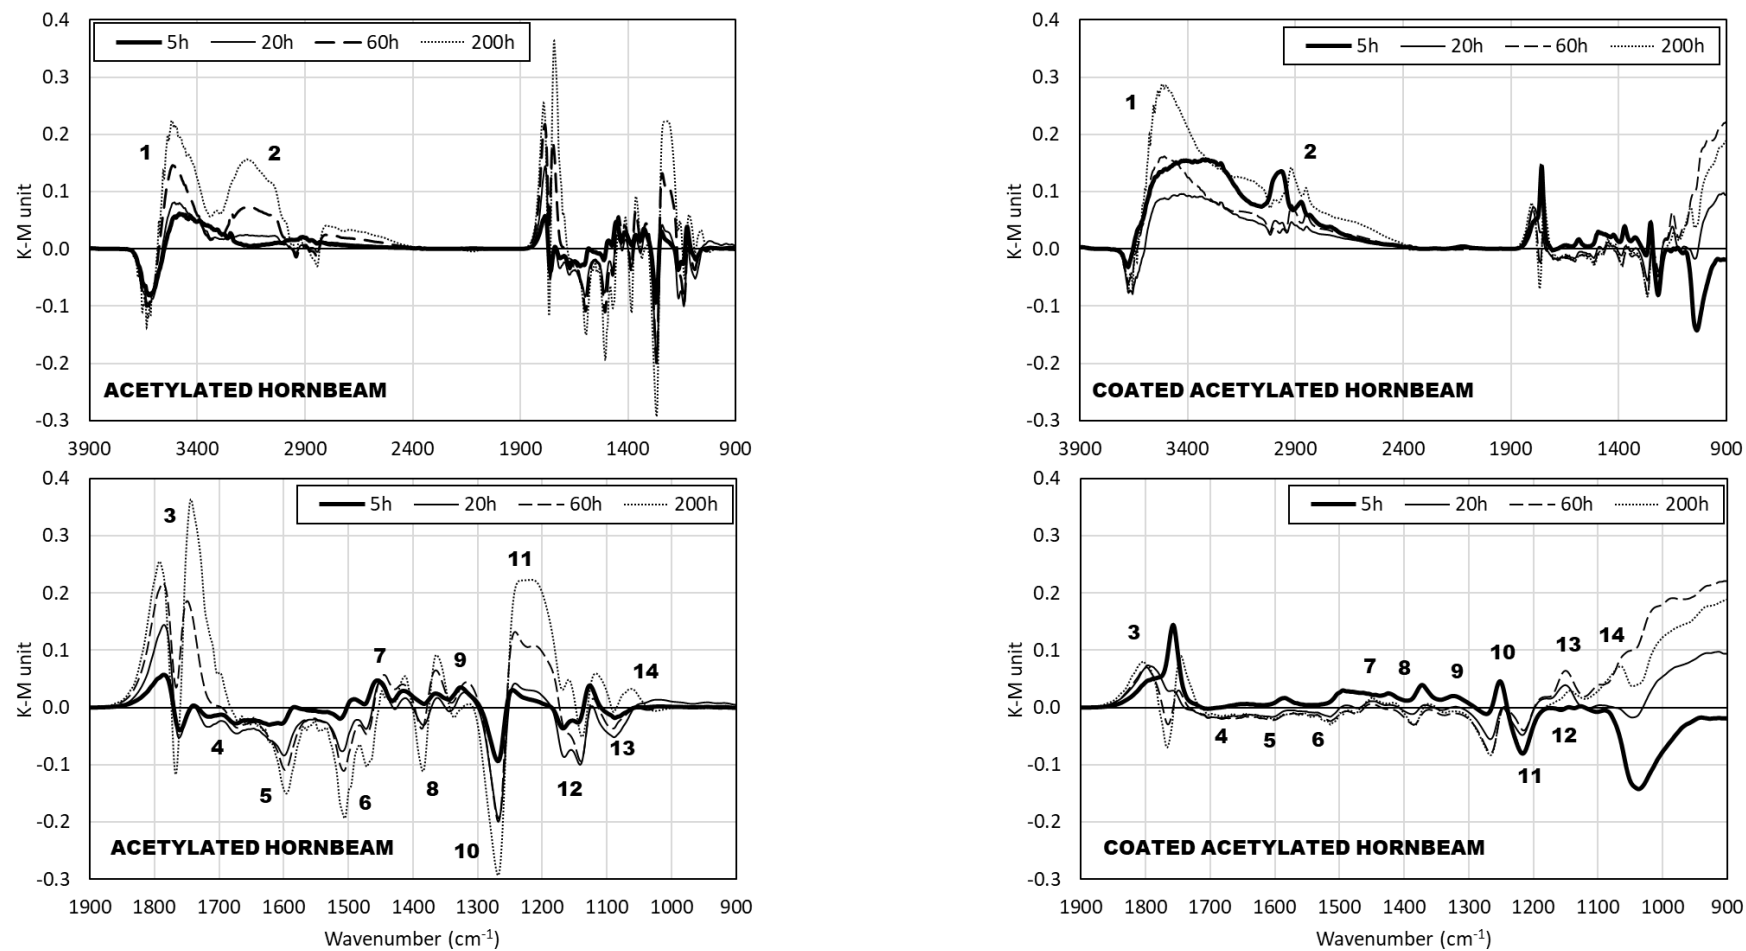 0.4
5h 20h 60h 200h
0.3
0.2
1 2
0.1
K-M unit
0.0
-0.1
-0.2
ACETYLATED HORNBEAM
-0.3
3900 3400 2900 2400 1900 1400 900
0.4
5h 20h 60h 200h
0.3
1
0.2
2
0.1
K-M unit
0.0
-0.1
-0.2
COATED ACETYLATED HORNBEAM
-0.3
3900 3400 2900 2400 1900 1400 900
0.4
5h 20h 60h 200h
3
0.3
11
0.2
0.1
7 9 14
K-M unit
0.0
4 13
-0.1
5 6 8 12
-0.2
10
ACETYLATED HORNBEAM
-0.3
1900 1800 1700 1600 1500 1400 1300 1200 1100 1000 900
Wavenumber (cm-1)
0.4
5h 20h 60h 200h
0.3
0.2
0.1
3 7 8 9 10 13 14
K-M unit
0.0
4 5 6 12
-0.1
11
-0.2
COATED ACETYLATED HORNBEAM
-0.3
1900 1800 1700 1600 1500 1400 1300 1200 1100 1000 900
Wavenumber (cm-1)